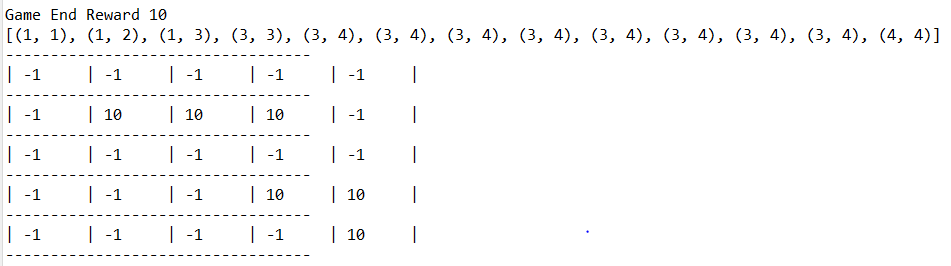 Game End Reward 10
[(1, 1), (1, 2), (1, 3), (3, 3), (3, 4), (3, 4), (3, 4), (3, 4), (3, 4), (3, 4), (3, 4), (3, 4), (4, 4)]
----------------------------------
| -1 | -1 | -1 | -1 | -1 |
----------------------------------
| -1 | 10 | 10 | 10 | -1 |
----------------------------------
| -1 | -1 | -1 | -1 | -1 |
----------------------------------
| -1 | -1 | -1 | 10 | 10 |
----------------------------------
| -1 | -1 | -1 | -1 | 10 |
----------------------------------